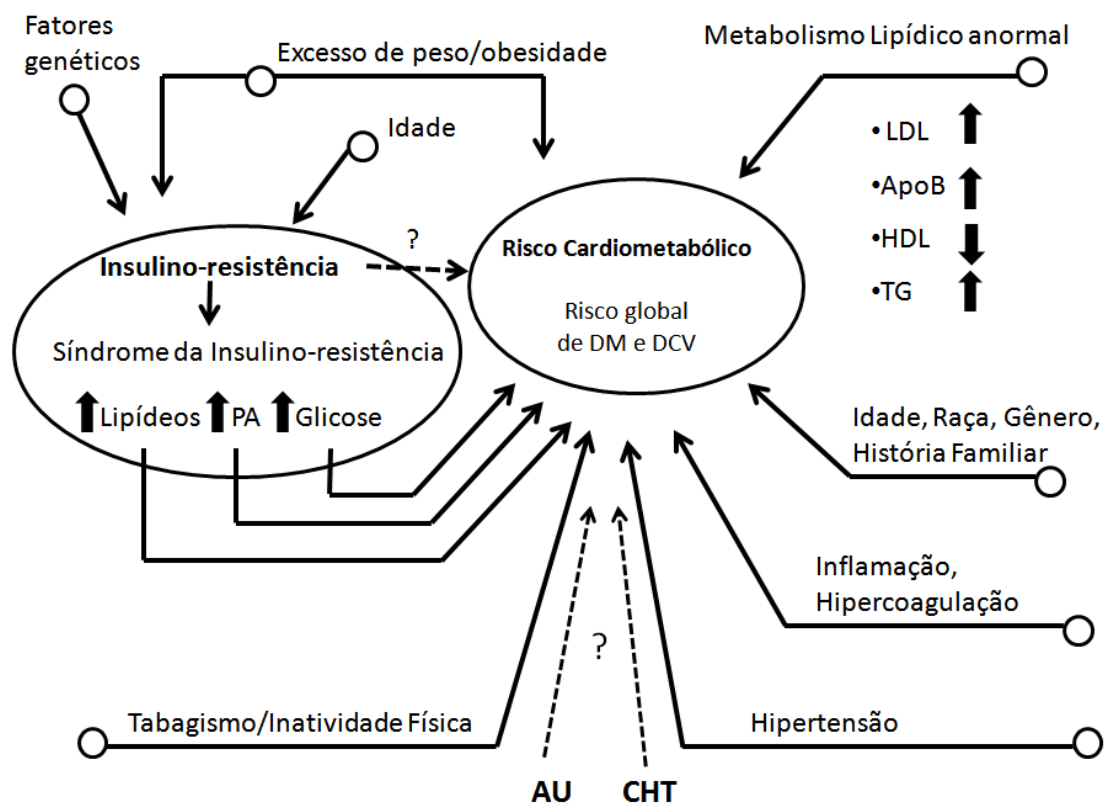 Fatores
genéticos
Excesso de peso/obesidade
Metabolismo Lipídico anormal
Idade
• LDL
•ApoB
•HDL
•TG
?
Insulino-resistência
Síndrome da Insulino-resistência
Lipídeos PA Glicose
Risco Cardiometabólico
Risco global
de DM e DCV
Idade, Raça, Gênero,
História Familiar
Inflamação,
Hipercoagulação
?
Tabagismo/Inatividade Física
Hipertensão
AU CHT